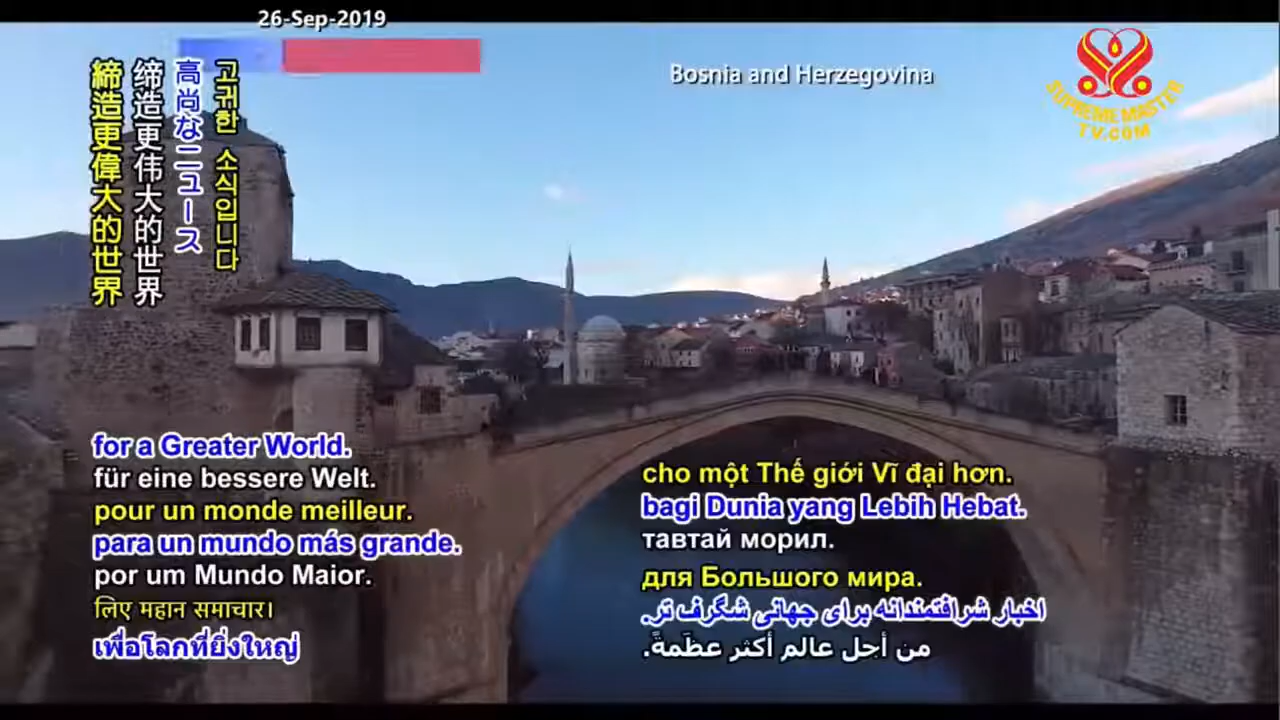 26-Sep-2019
Bosnia and Herzegovina
SUPREME MASTER
TV.COM
고귀한 소식입니다
高尚なニュース
缔造更伟大的世界
締造更偉大的世界
for a Greater World.
für eine bessere Welt.
pour un monde meilleur.
para un mundo más grande.
por um Mundo Maior.
लिए महान समाचार।
เพื่อโลกที่ยิ่งใหญ่
cho một Thế giới Vĩ đại hơn.
bagi Dunia yang Lebih Hebat.
тавтай морил.
для Большого мира.
اخبار شرافتمندانه برای جهانی شگرف تر.
من أجل عالم أكثر عظمةً.